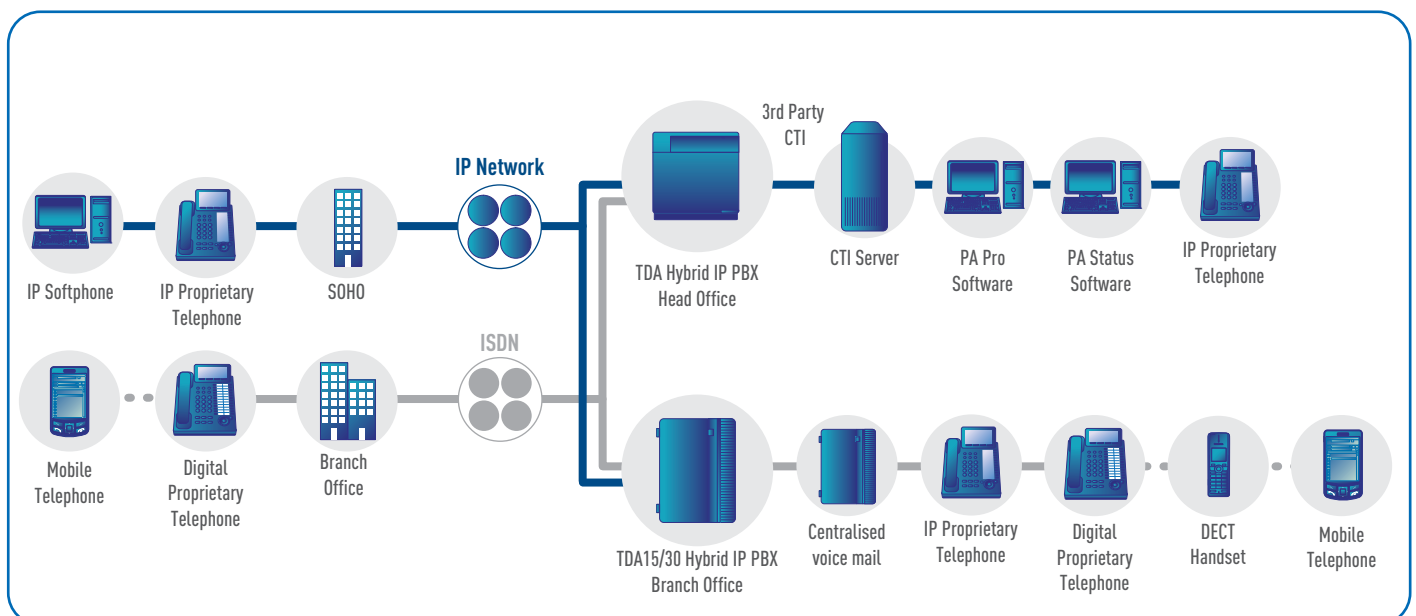 3rd Party
CTI
IP Network
IP Softphone
IP Proprietary
Telephone
SOHO
TDA Hybrid IP PBX
Head Office
CTI Server
PA Pro
Software
PA Status
Software
IP Proprietary
Telephone
ISDN
Mobile
Telephone
Digital
Proprietary
Telephone
Branch
Office
TDA15/30 Hybrid IP PBX
Branch Office
Centralised
voice mail
IP Proprietary
Telephone
Digital
Proprietary
Telephone
DECT
Handset
Mobile
Telephone